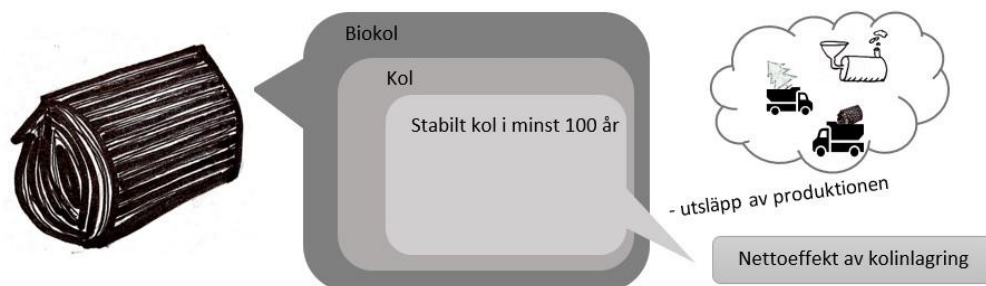 Biokol
Kol
Stabilt kol i minst 100 år
- utsläpp av produktionen
Nettoeffekt av kolinlagring